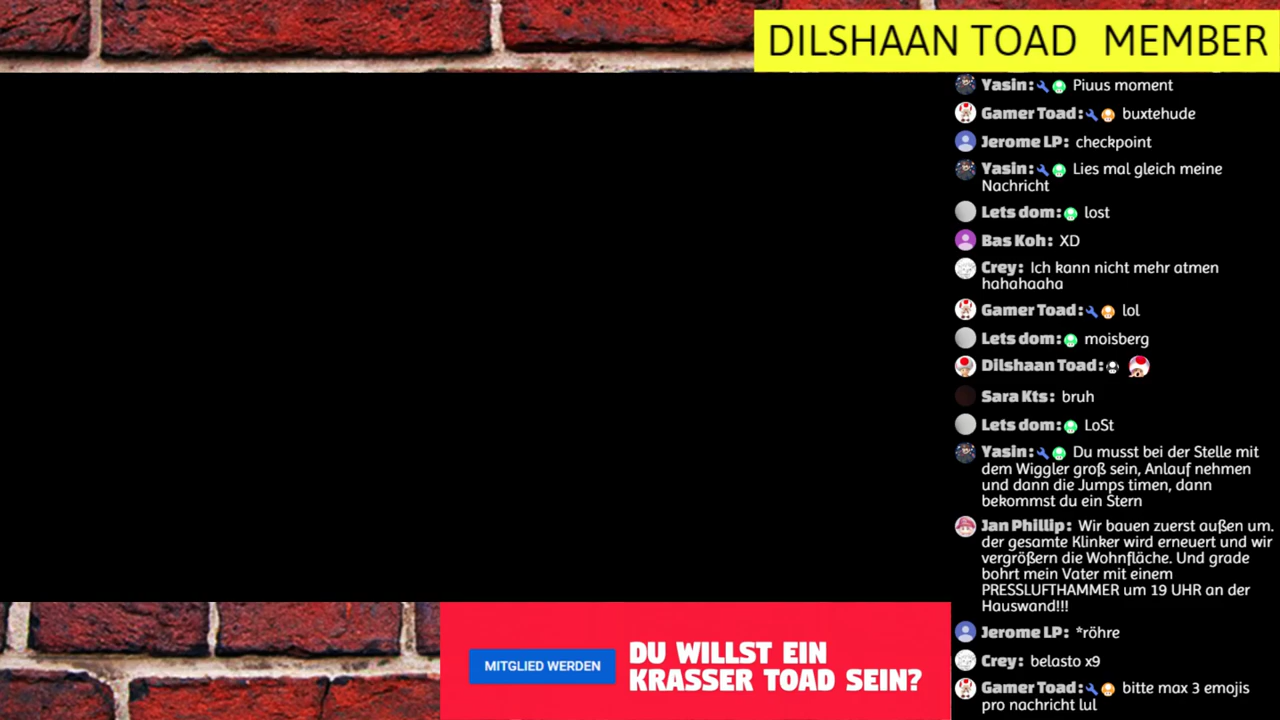 DILSHAAN TOAD MEMBER
Yasin: Piuus moment
Gamer Toad: buxtehude
Jerome LP: checkpoint
Yasin: Lies mal gleich meine
Nachricht
Lets dom: lost
Bas Koh: XD
Crey: Ich kann nicht mehr atmen
hahahaaha
Gamer Toad: lol
Lets dom: moisberg
Dilshaan Toad:
Sara Kts: bruh
Lets dom: LoSt
Yasin: Du musst bei der Stelle mit
dem Wiggler groß sein, Anlauf nehmen
und dann die Jumps timen, dann
bekommst du ein Stern
Jan Phillip: Wir bauen zuerst außen um.
der gesamte Klinker wird erneuert und wir
vergrößern die Wohnfläche. Und grade
bohrt mein Vater mit einem
PRESSLUFTHAMMER um 19 UHR an der
Hauswand!!!
Jerome LP: *röhre
Crey: belasto x9
Gamer Toad: bitte max 3 emojis
pro nachricht lul
MITGLIED WERDEN
DU WILLST EIN
KRASSER TOAD SEIN?